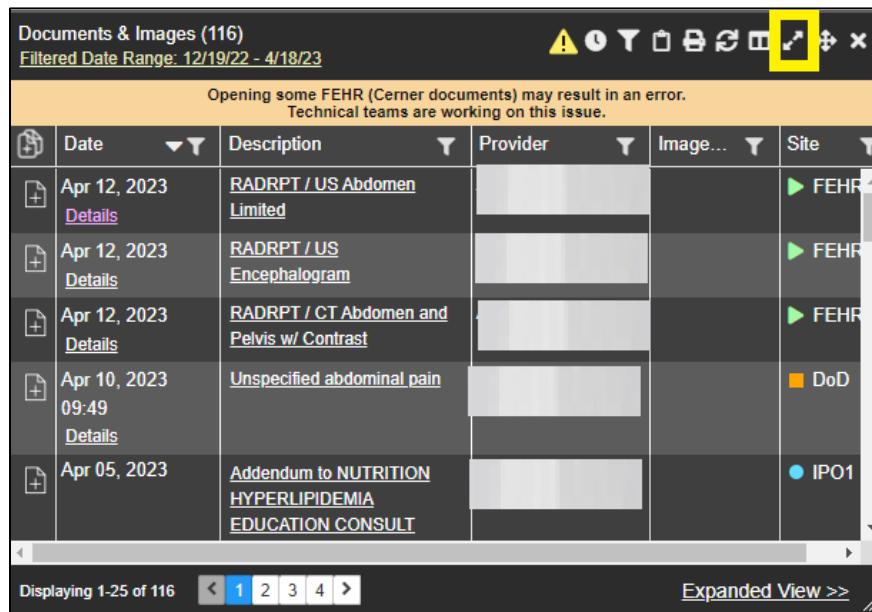 Documents & Images (116)
Filtered Date Range: 12/19/22 - 4/18/23
Opening some FEHR (Cerner documents) may result in an error.
Technical teams are working on this issue.
Date Description Provider Image... Site
Apr 12, 2023 RADRPT / US Abdomen FEHR
Details Limited
Apr 12, 2023 RADRPT / US FEHR
Details Encephalogram
Apr 12, 2023 RADRPT / CT Abdomen and FEHR
Details Pelvis w/ Contrast
Apr 10, 2023 Unspecified abdominal pain DoD
09:49
Details
Apr 05, 2023 Addendum to NUTRITION IPO1
HYPERLIPIDEMIA
EDUCATION CONSULT
Displaying 1-25 of 116 < 1 2 3 4 > Expanded View >>